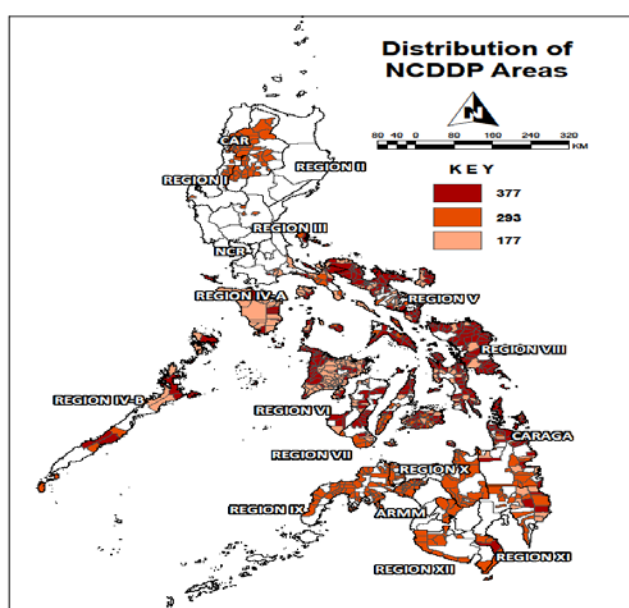 Distribution of
NCDDP Areas
N
80 40 0 80 160 240 320
KM
KEY
377
293
177
CAR
REGION II
REGION I
REGION III
NCR
REGION IV-A
REGION V
REGION VIII
REGION IV-B
REGION VI
CARAGA
REGION VII
REGION X
REGION IX
ARMM
REGION XI
REGION XII